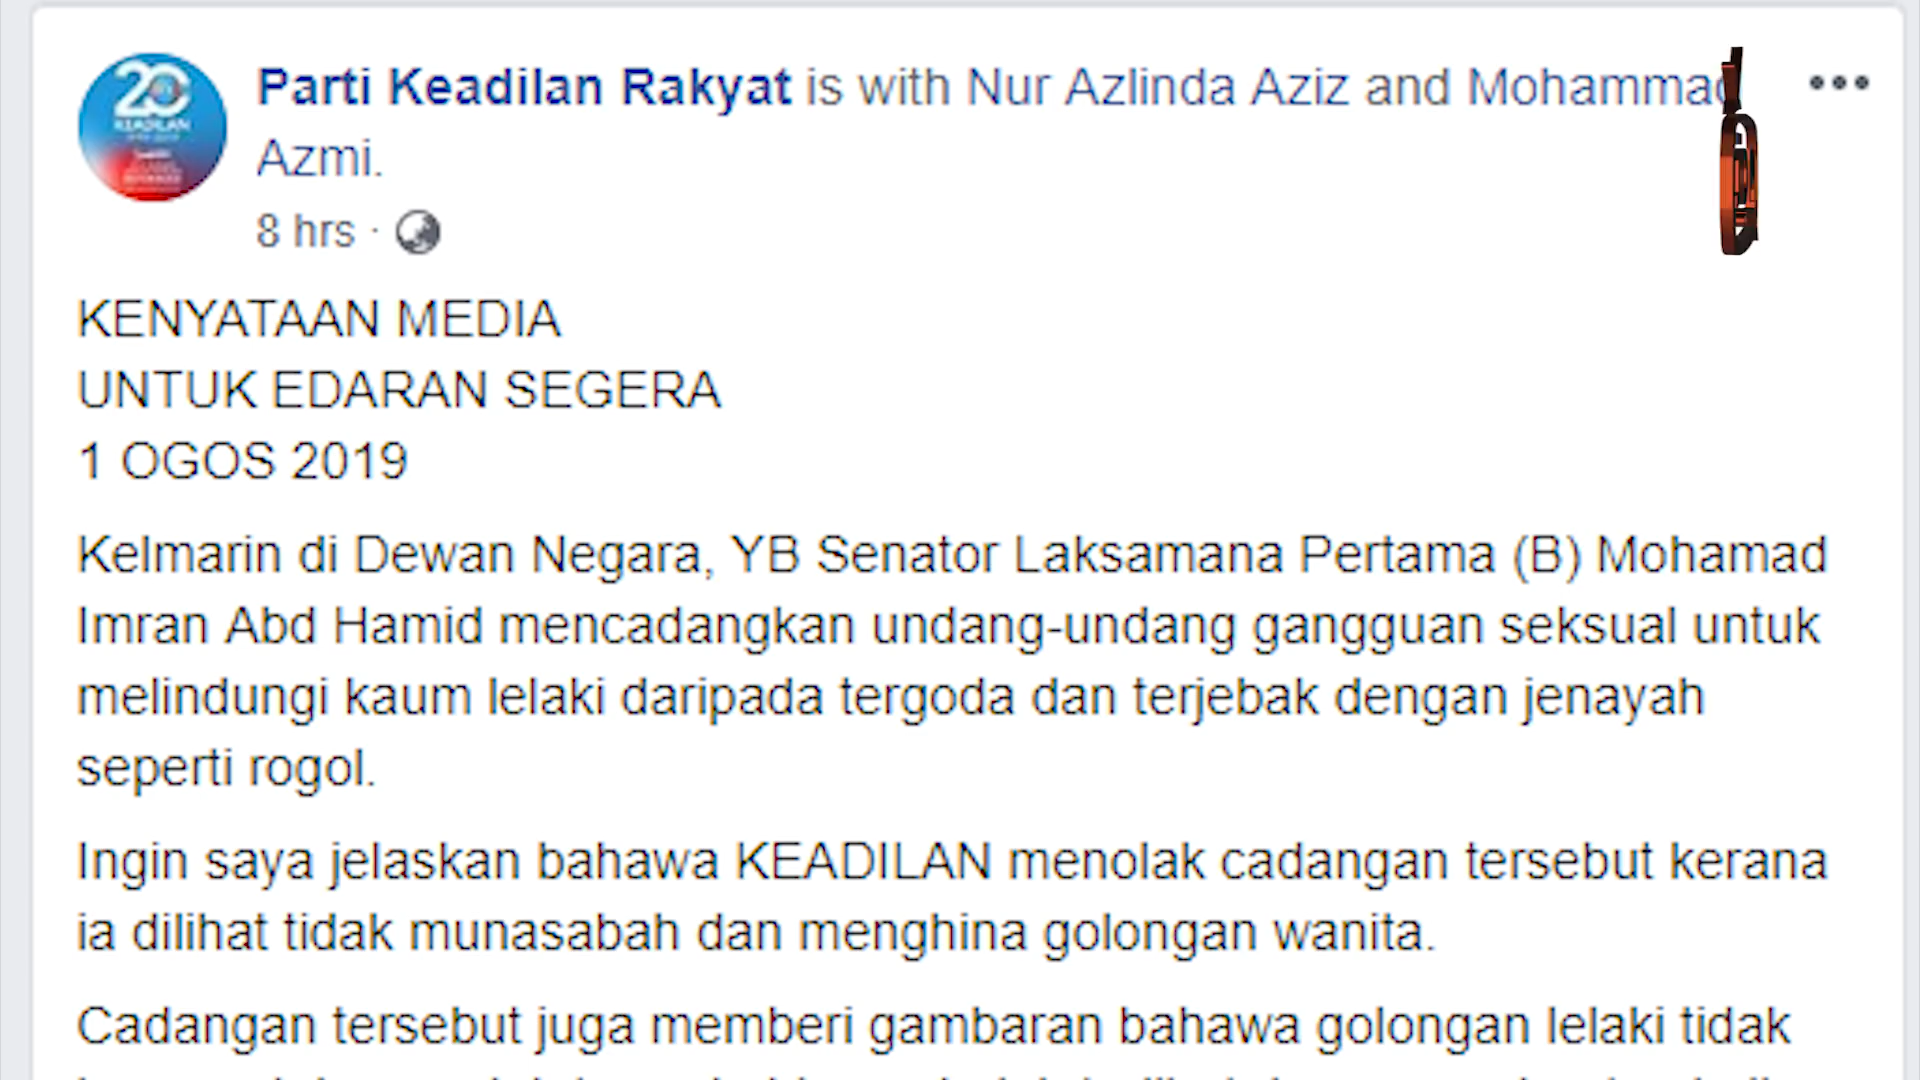 20
KEADILAN
Parti Keadilan Rakyat is with Nur Azlinda Aziz and Mohammad
Azmi.
8 hrs ·
KENYATAAN MEDIA
UNTUK EDARAN SEGERA
1 OGOS 2019
Kelmarin di Dewan Negara, YB Senator Laksamana Pertama (B) Mohamad
Imran Abd Hamid mencadangkan undang-undang gangguan seksual untuk
melindungi kaum lelaki daripada tergoda dan terjebak dengan jenayah
seperti rogol.
Ingin saya jelaskan bahawa KEADILAN menolak cadangan tersebut kerana
ia dilihat tidak munasabah dan menghina golongan wanita.
Cadangan tersebut juga memberi gambaran bahawa golongan lelaki tidak